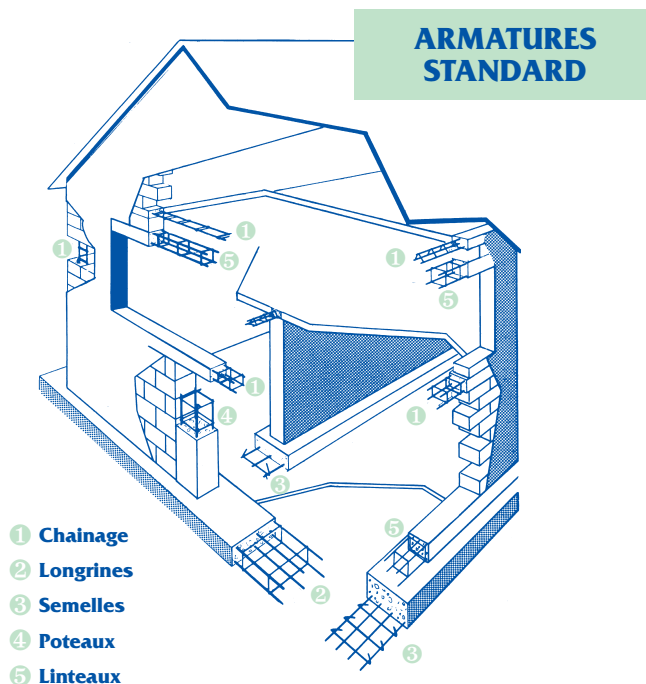 ARMATURES
STANDARD
1
1
1
5
5
1
4
1
3
5
2
3
1 Chainage
2 Longrines
3 Semelles
4 Poteaux
5 Linteaux